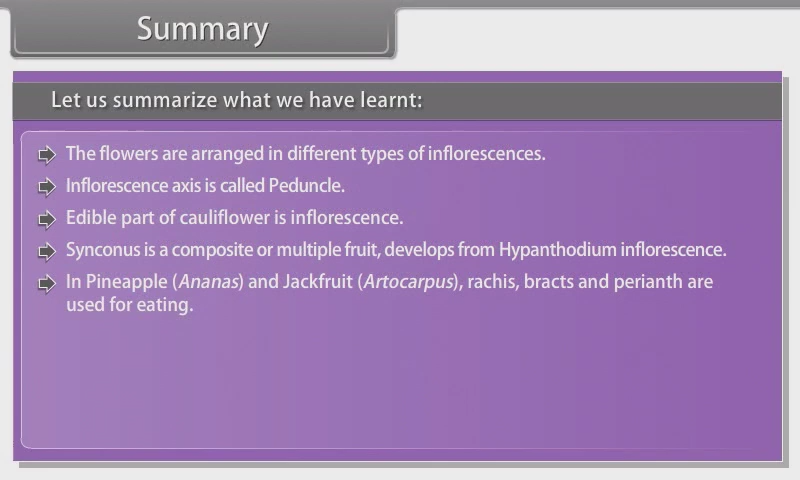 Summary
Let us summarize what we have learnt:
The flowers are arranged in different types of inflorescences.
Inflorescence axis is called Peduncle.
Edible part of cauliflower is inflorescence.
Synconus is a composite or multiple fruit, develops from Hypanthodium inflorescence.
In Pineapple (Ananas) and Jackfruit (Artocarpus), rachis, bracts and perianth are
used for eating.